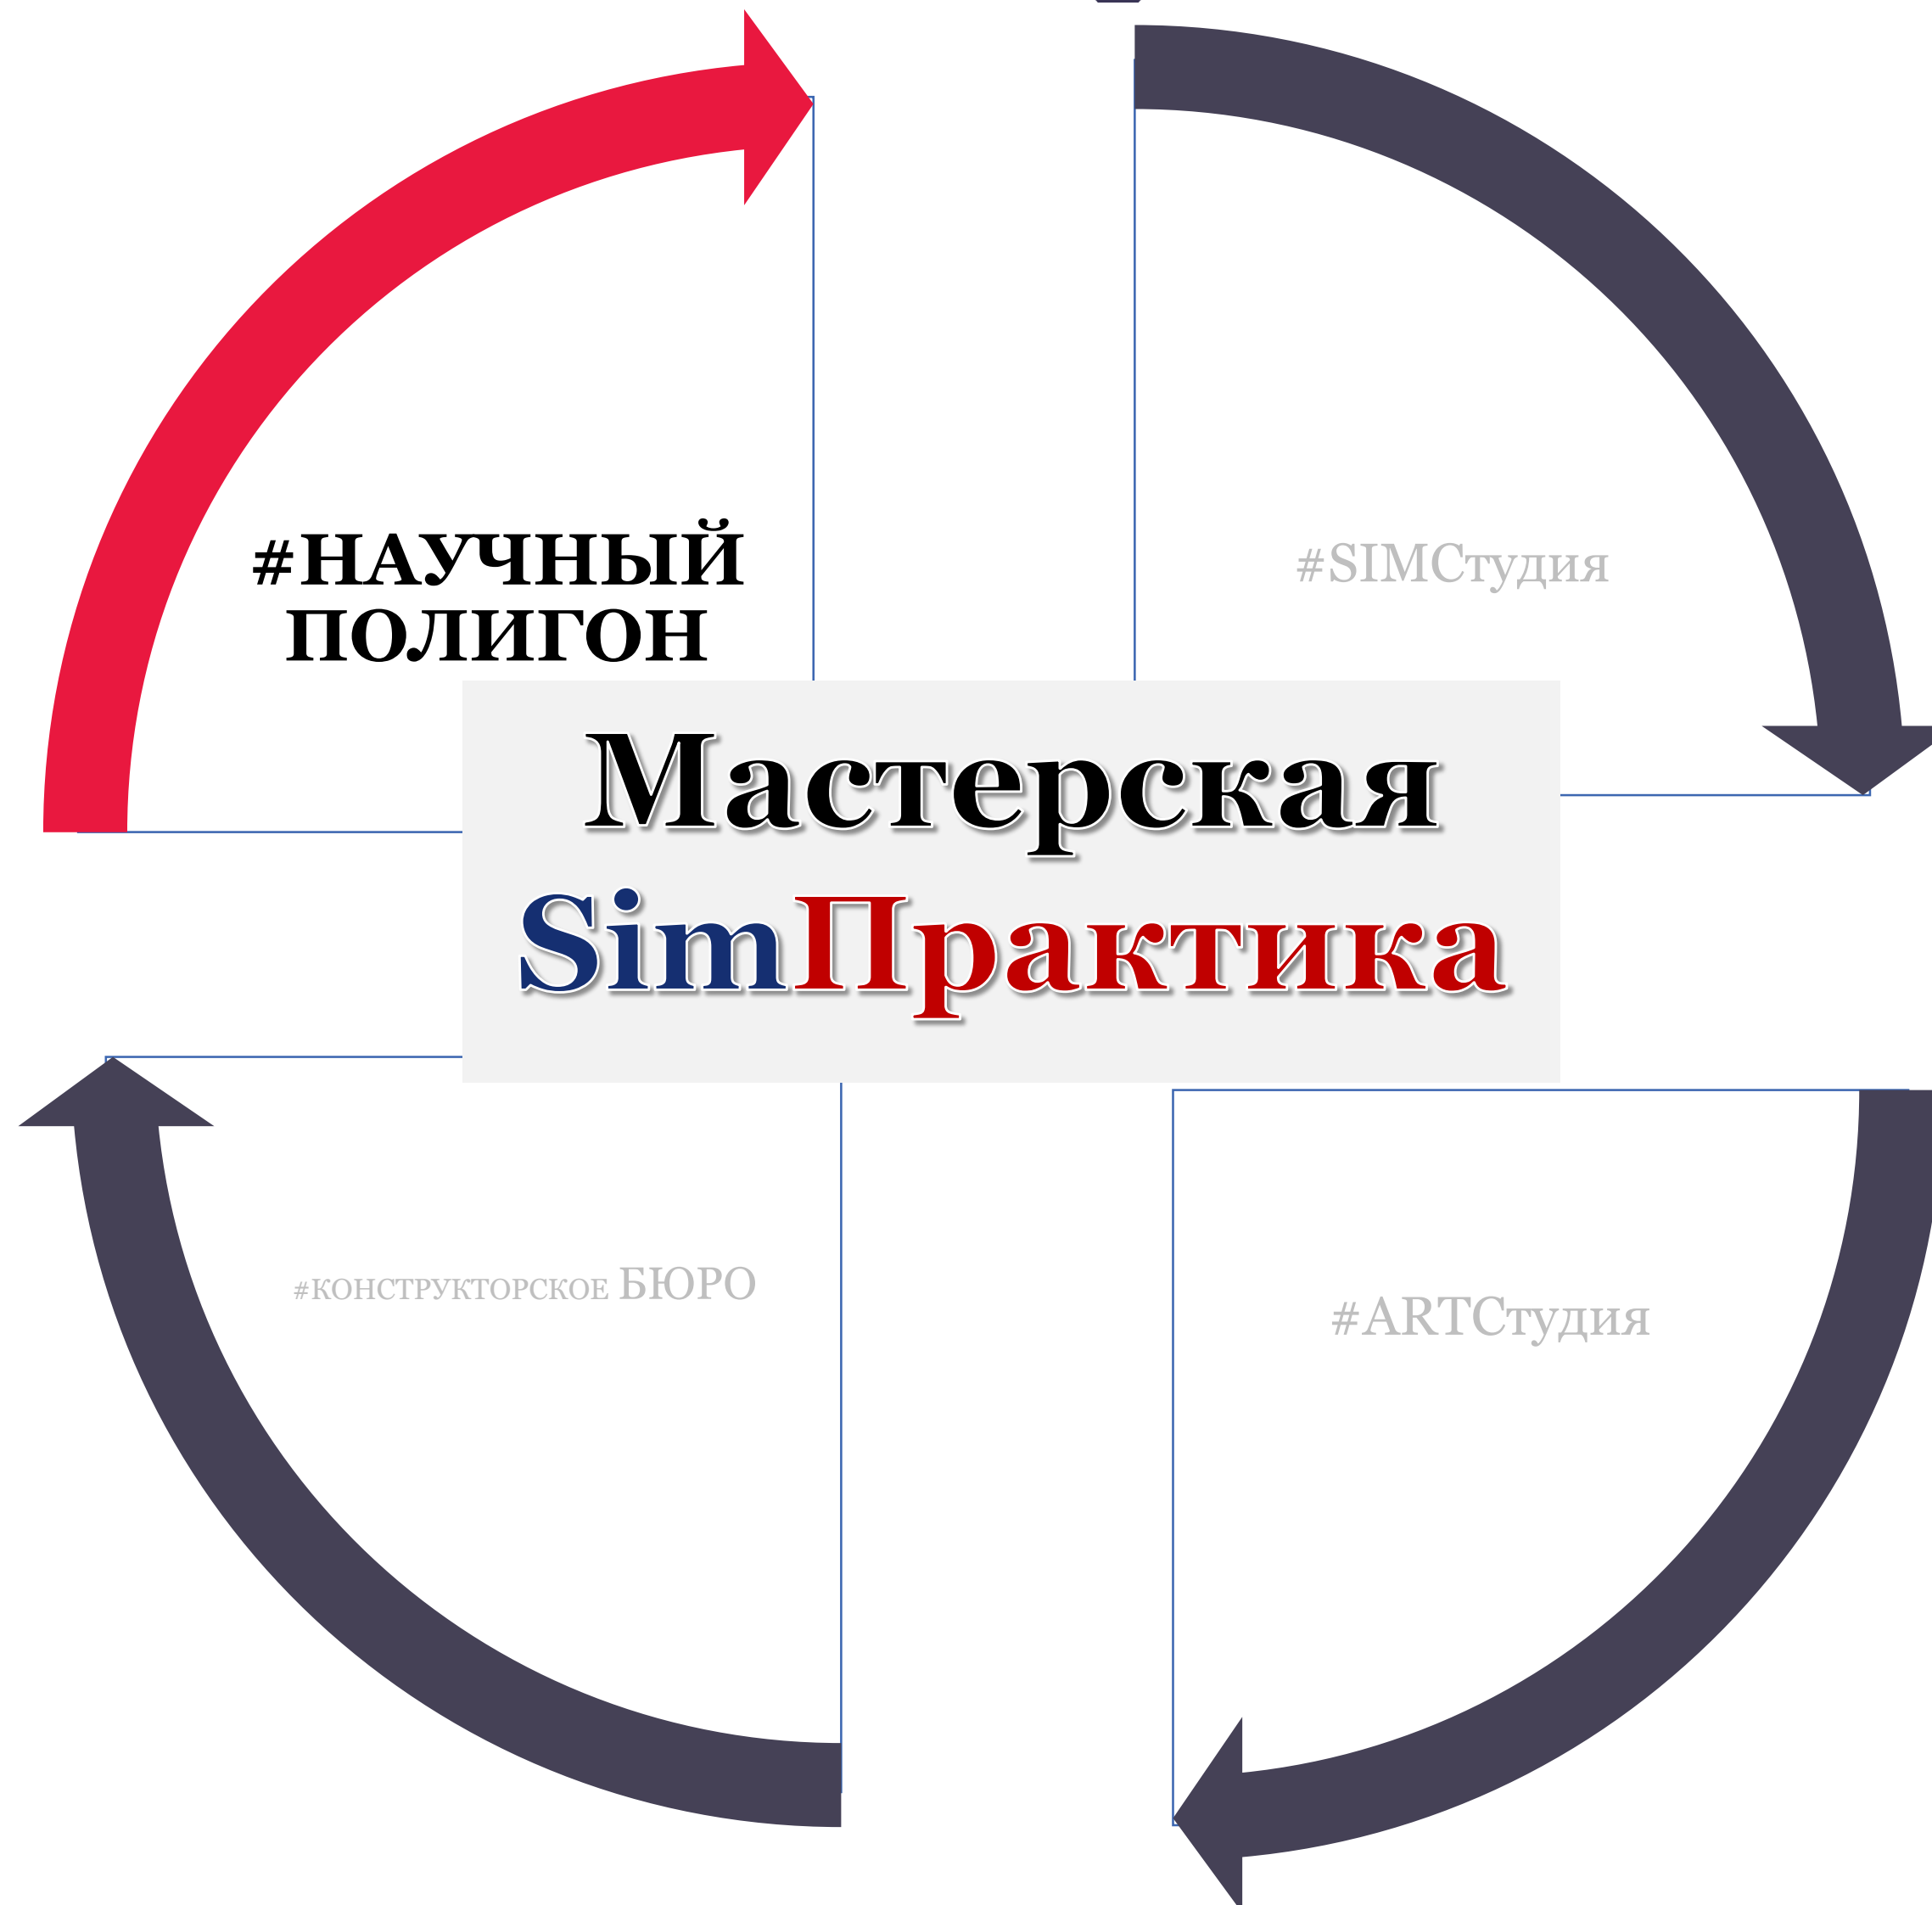 #НАУЧНЫЙ
ПОЛИГОН
#SIMСтудия
Мастерская
SimПрактика
#КОНСТРУКТОРСКОЕ БЮРО
#ARTСтудия